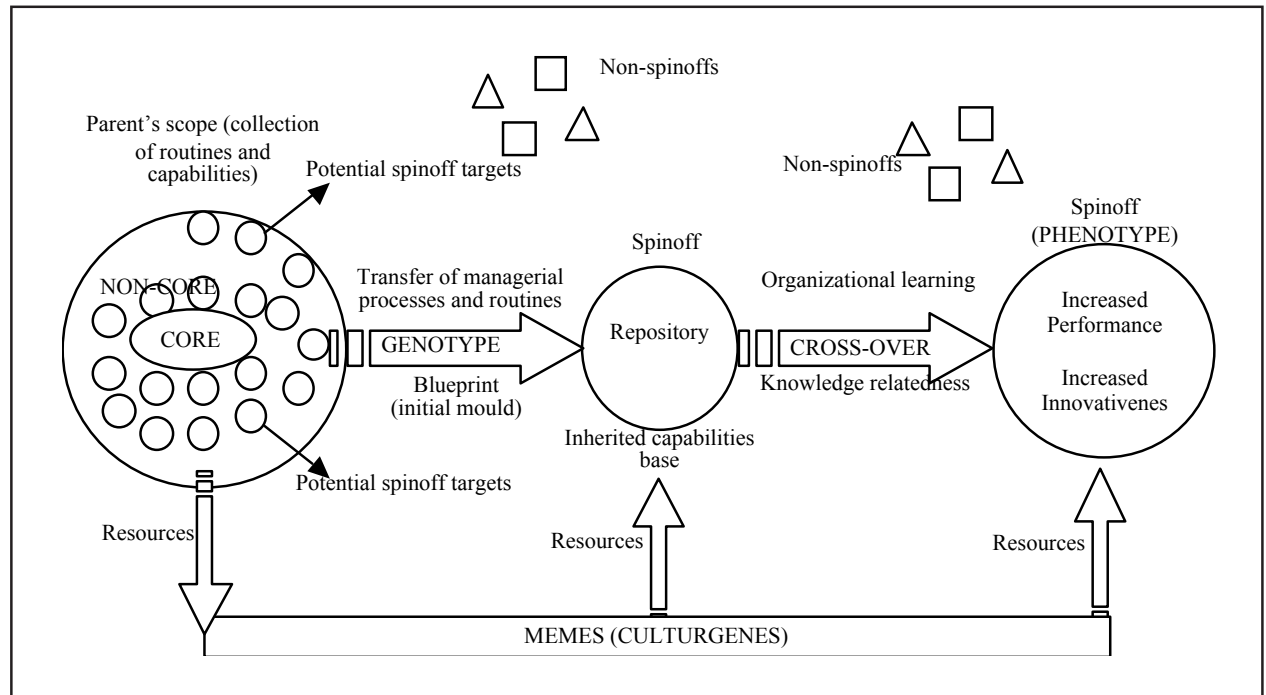 Non-spinoffs
Parent's scope (collection
of routines and
capabilities)
Potential spinoff targets
Non-spinoffs
Spinoff
(PHENOTYPE)
Spinoff
NON-CORE
CORE
Transfer of managerial
processes and routines
GENOTYPE
Blueprint
(initial mould)
Repository
Inherited capabilities
base
Organizational learning
CROSS-OVER
Knowledge relatedness
Increased
Performance
Increased
Innovativenes
Potential spinoff targets
Resources
Resources
Resources
MEMES (CULTURGENES)